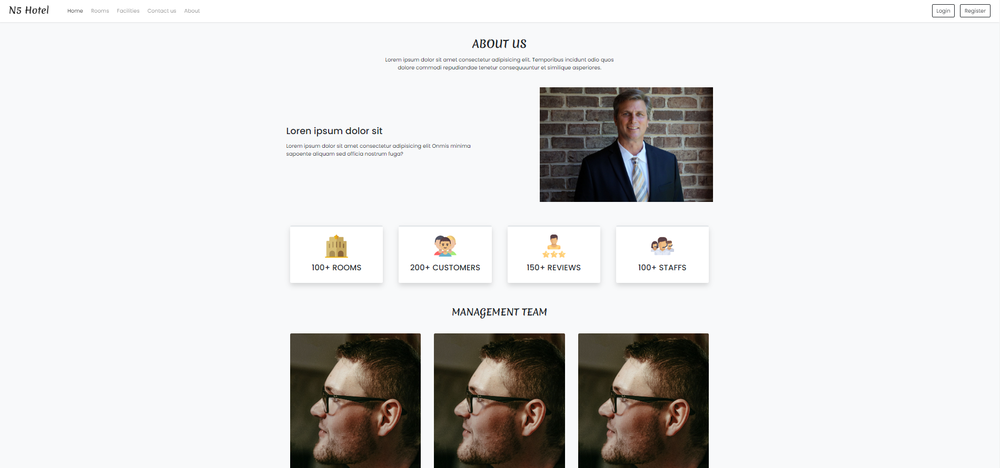 N5 Hotel
Home Rooms Facilities Contact us About
Login Register
ABOUT US
Lorem ipsum dolor sit amet consectetur adipisicing elit. Temporibus incidunt odio quos
dolore commodi repudiandae tenetur consequuuntur et similique asperiores.
Loren ipsum dolor sit
Lorem ipsum dolor sit amet consectetur adipisicing elit Onmis minima
sapoente aliquam sed officia nostrum fuga?
100+ ROOMS
200+ CUSTOMERS
150+ REVIEWS
100+ STAFFS
MANAGEMENT TEAM